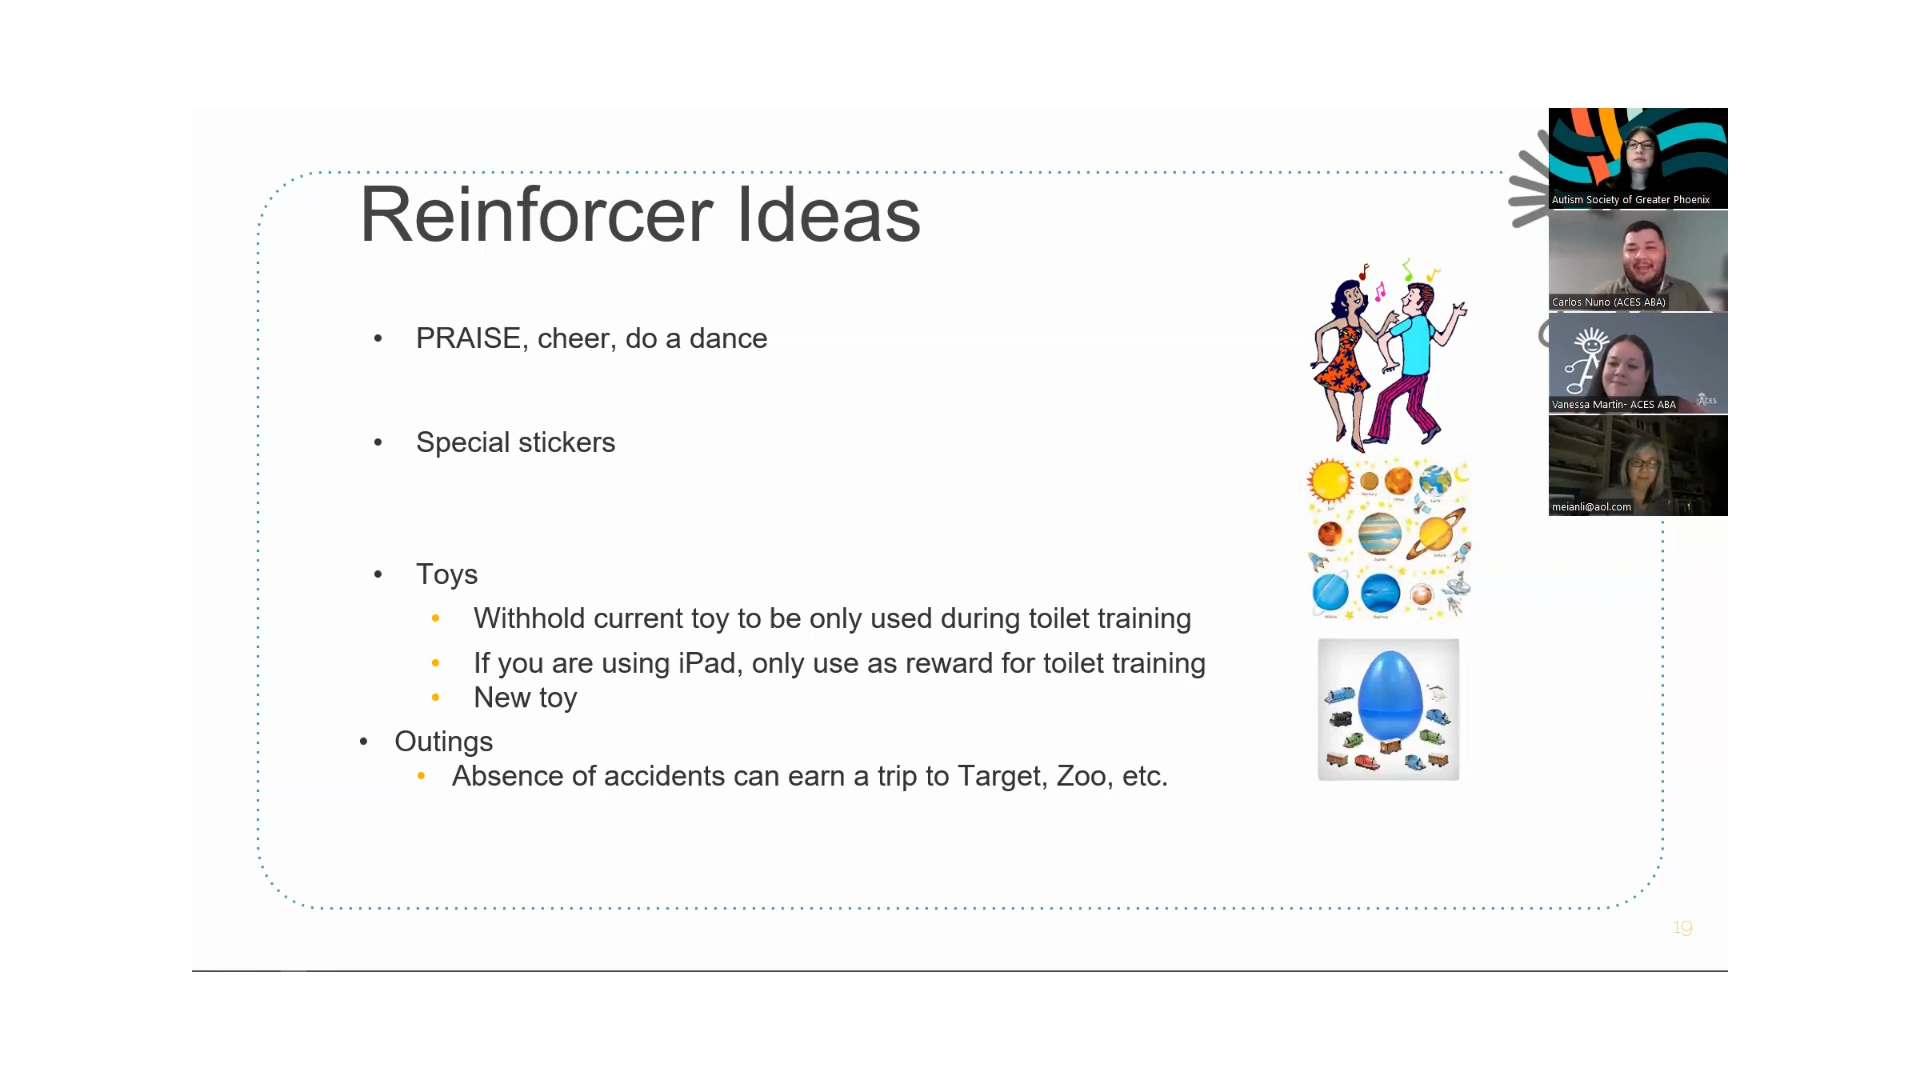 Reinforcer Ideas
• PRAISE, cheer, do a dance
• Special stickers
• Toys
• Withhold current toy to be only used during toilet training
• If you are using iPad, only use as reward for toilet training
• New toy
• Outings
• Absence of accidents can earn a trip to Target, Zoo, etc.
Autism Society of Greater Phoenix
Carlos Nuno (ACES ABA)
ACES
Vanessa Martin- ACES ABA
meianli@aol.com
19